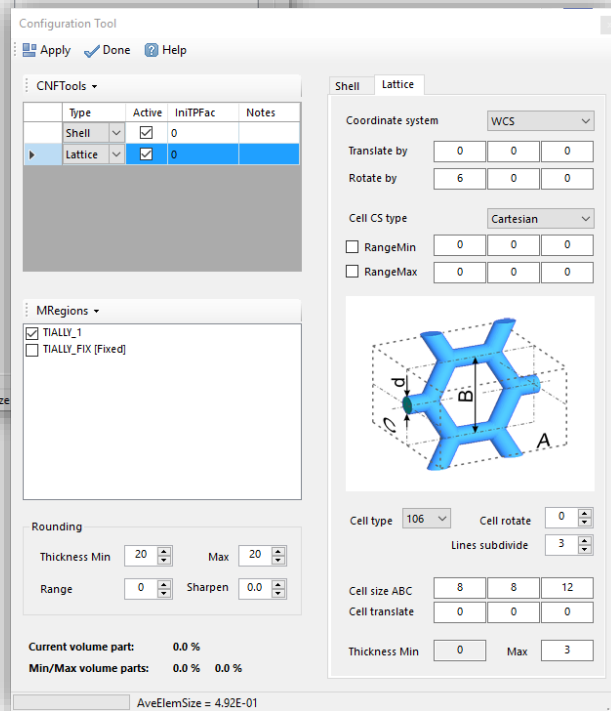 Configuration Tool
Apply Done Help
CNFTools
Type Active IniTPFac Notes
Shell 0
Lattice 0
MRegions
TIALLY_1
TIALLY_FIX [Fixed]
Rounding
Thickness Min 20 Max 20
Range 0 Sharpen 0.0
Current volume part: 0.0 %
Min/Max volume parts: 0.0 % 0.0 %
Shell Lattice
Coordinate system WCS
Translate by 0 0 0
Rotate by 6 0 0
Cell CS type Cartesian
RangeMin 0 0 0
RangeMax 0 0 0
d B C A
Cell type 106 Cell rotate 0
Lines subdivide 3
Cell size ABC 8 8 12
Cell translate 0 0 0
Thickness Min 0 Max 3
AveElemSize = 4.92E-01
ze